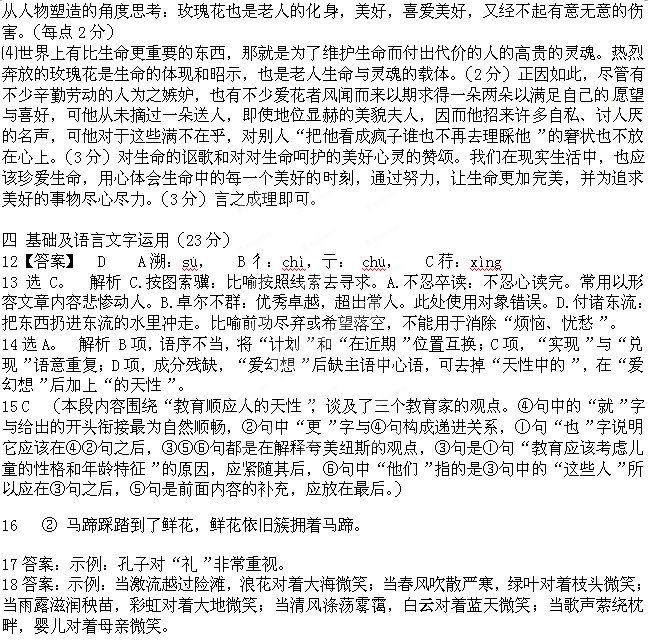 从人物塑造的角度思考：玫瑰花也是老人的化身，美好，喜爱美好，又经不起有意无意的伤
害。（每点2分）
⑷世界上有比生命更重要的东西，那就是为了维护生命而付出代价的人的高贵的灵魂。热烈
奔放的玫瑰花是生命的体现和昭示，也是老人生命与灵魂的载体。（2分）正因如此，尽管有
不少辛勤劳动的人为之嫉妒，也有不少爱花者风闻而来以期求得一朵两朵以满足自己的愿望
与喜好，可他从未摘过一朵送人，即使地位显赫的美貌夫人，因而他招来许多自私、讨人厌
的名声，可他对于这些满不在乎，对别人“把他看成疯子谁也不再去理睬他”的窘状也不放
在心上。（3分）对生命的讴歌和对对生命呵护的美好心灵的赞颂。我们在现实生活中，也应
该珍爱生命，用心体会生命中的每一个美好的时刻，通过努力，让生命更加完美，并为追求
美好的事物尽心尽力。（3分）言之成理即可。
四 基础及语言文字运用（23分）
12【答案】 D A溯：gū， B彳：chì，亍： chū， C荇：xìng
13 选 C。 解析 C.按图索骥：比喻按照线索去寻求。A.不忍卒读：不忍心读完。常用以形
容文章内容悲惨动人。B.卓尔不群：优秀卓越，超出常人。此处使用对象错误。D.付诸东流：
把东西扔进东流的水里冲走。比喻前功尽弃或希望落空，不能用于消除“烦恼、忧愁”。
14选A。 解析 B项，语序不当，将“计划”和“在近期”位置互换；C项，“实现”与“兑
现”语意重复；D项，成分残缺，“爱幻想”后缺主语中心语，可去掉“天性中的”，在“爱
幻想”后加上“的天性”。
15C （本段内容围绕“教育顺应人的天性”，谈及了三个教育家的观点。④句中的“就”字
与给出的开头衔接最为自然顺畅，②句中“更”字与④句构成递进关系，①句“也”字说明
它应该在④②句之后，③⑤⑥句都是在解释夸美纽斯的观点，③句是①句“教育应该考虑儿
童的性格和年龄特征”的原因，应紧随其后，⑥句中“他们”指的是③句中的“这些人”所
以应在③句之后，⑤句是前面内容的补充，应放在最后。）
16 ② 马蹄踩踏到了鲜花，鲜花依旧簇拥着马蹄。
17答案：示例：孔子对“礼”非常重视。
18答案：示例：当激流越过险滩，浪花对着大海微笑；当春风吹散严寒，绿叶对着枝头微笑；
当雨露滋润秧苗，彩虹对着大地微笑；当清风涤荡雾霭，白云对着蓝天微笑；当歌声萦绕枕
畔，婴儿对着母亲微笑。